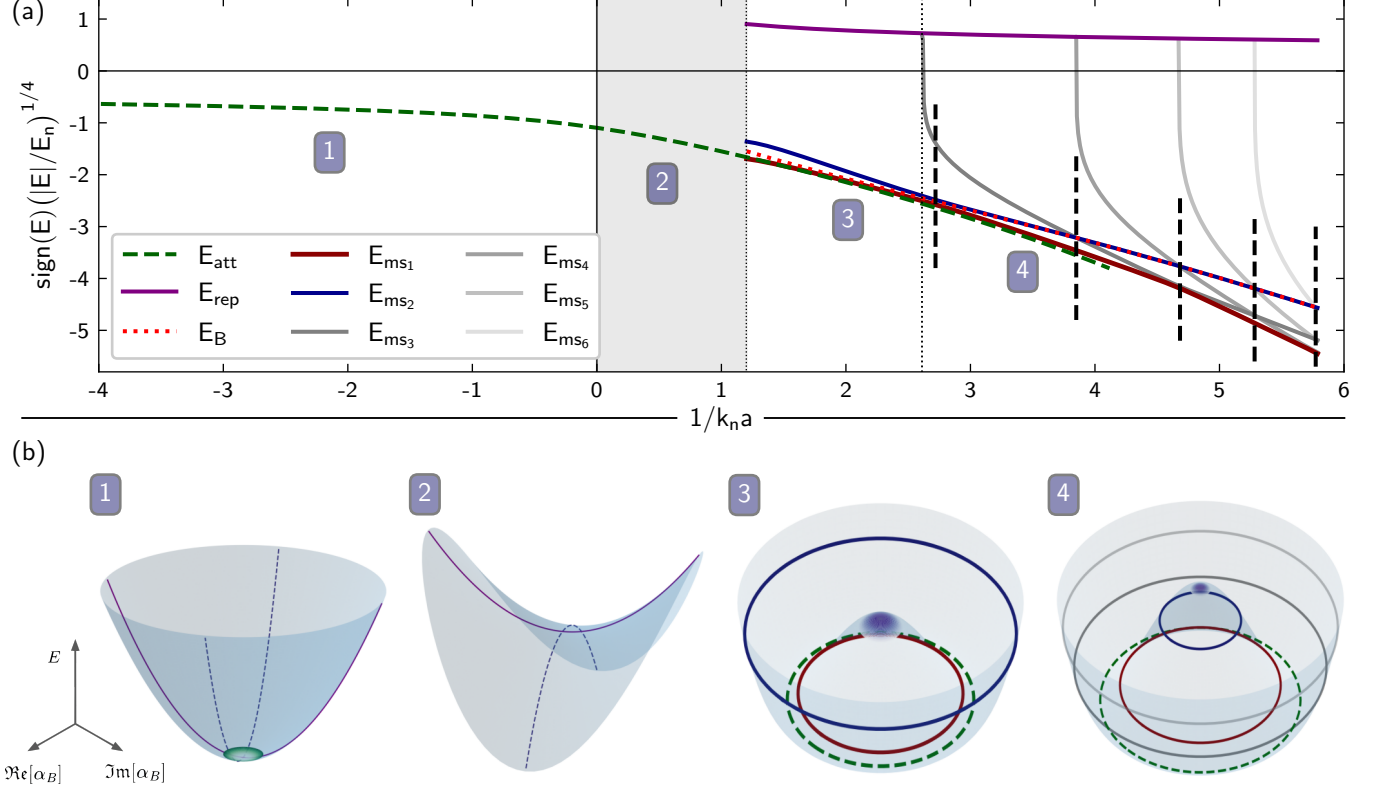 (a)
sign(E) (|E|/Eₙ)^1/4
1
0
-1
-2
-3
-4
-5
1
2
3
4
E_att
E_rep
E_B
E_ms₁
E_ms₂
E_ms₃
E_ms₄
E_ms₅
E_ms₆
-4 -3 -2 -1 0 1 2 3 4 5 6
1/kₙa
(b)
1
2
3
4
E
ℜe[α_B]
ℑm[α_B]